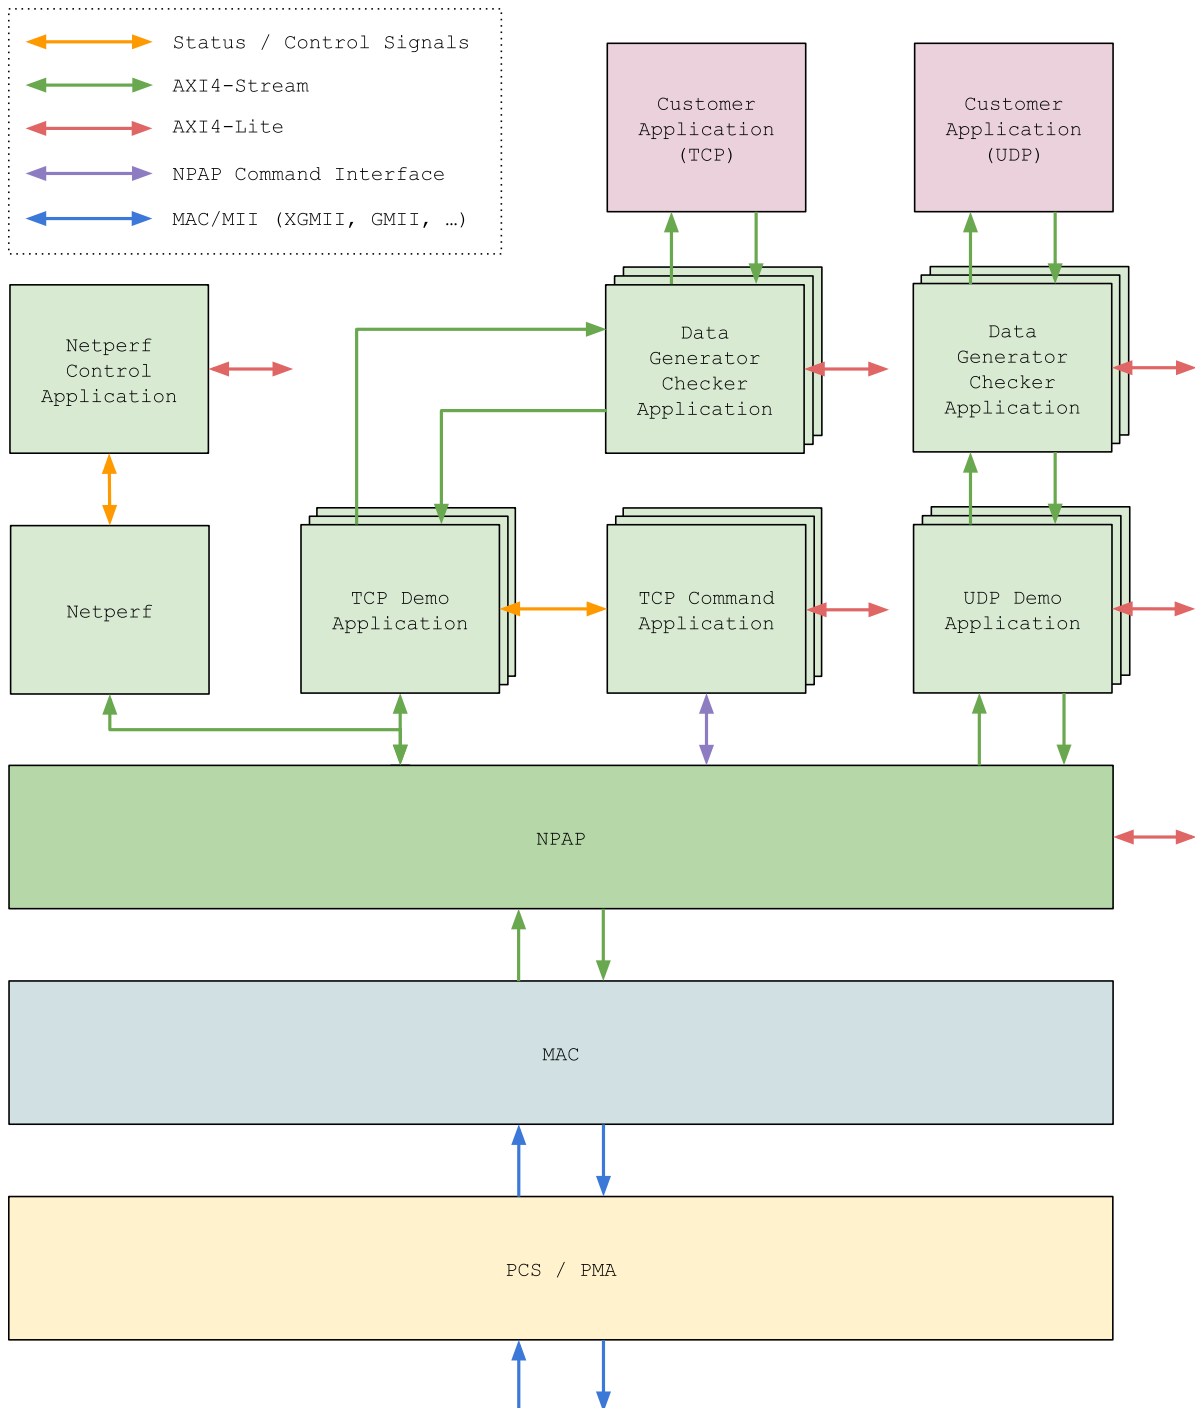 Status / Control Signals
AXI4-Stream
AXI4-Lite
NPAP Command Interface
MAC/MII (XGMII, GMII, …)
Customer
Application
(TCP)
Customer
Application
(UDP)
Netperf
Control
Application
Data
Generator
Checker
Application
Data
Generator
Checker
Application
Netperf
TCP Demo
Application
TCP Command
Application
UDP Demo
Application
NPAP
MAC
PCS / PMA